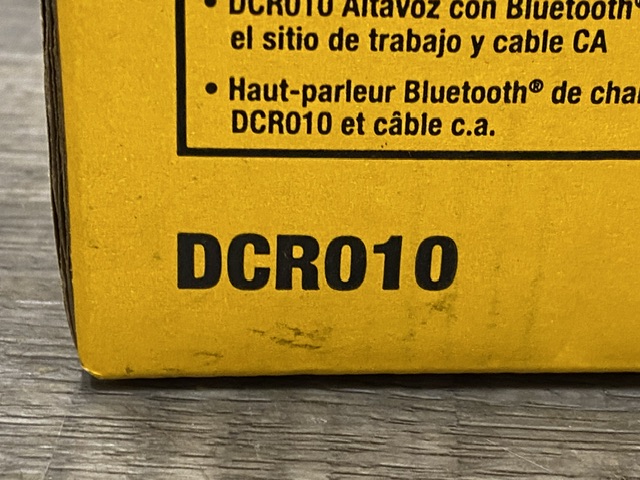 • DCR010 Altavoz con Bluetooth®
el sitio de trabajo y cable CA
• Haut-parleur Bluetooth® de
DCR010 et câble c.a.
DCR010